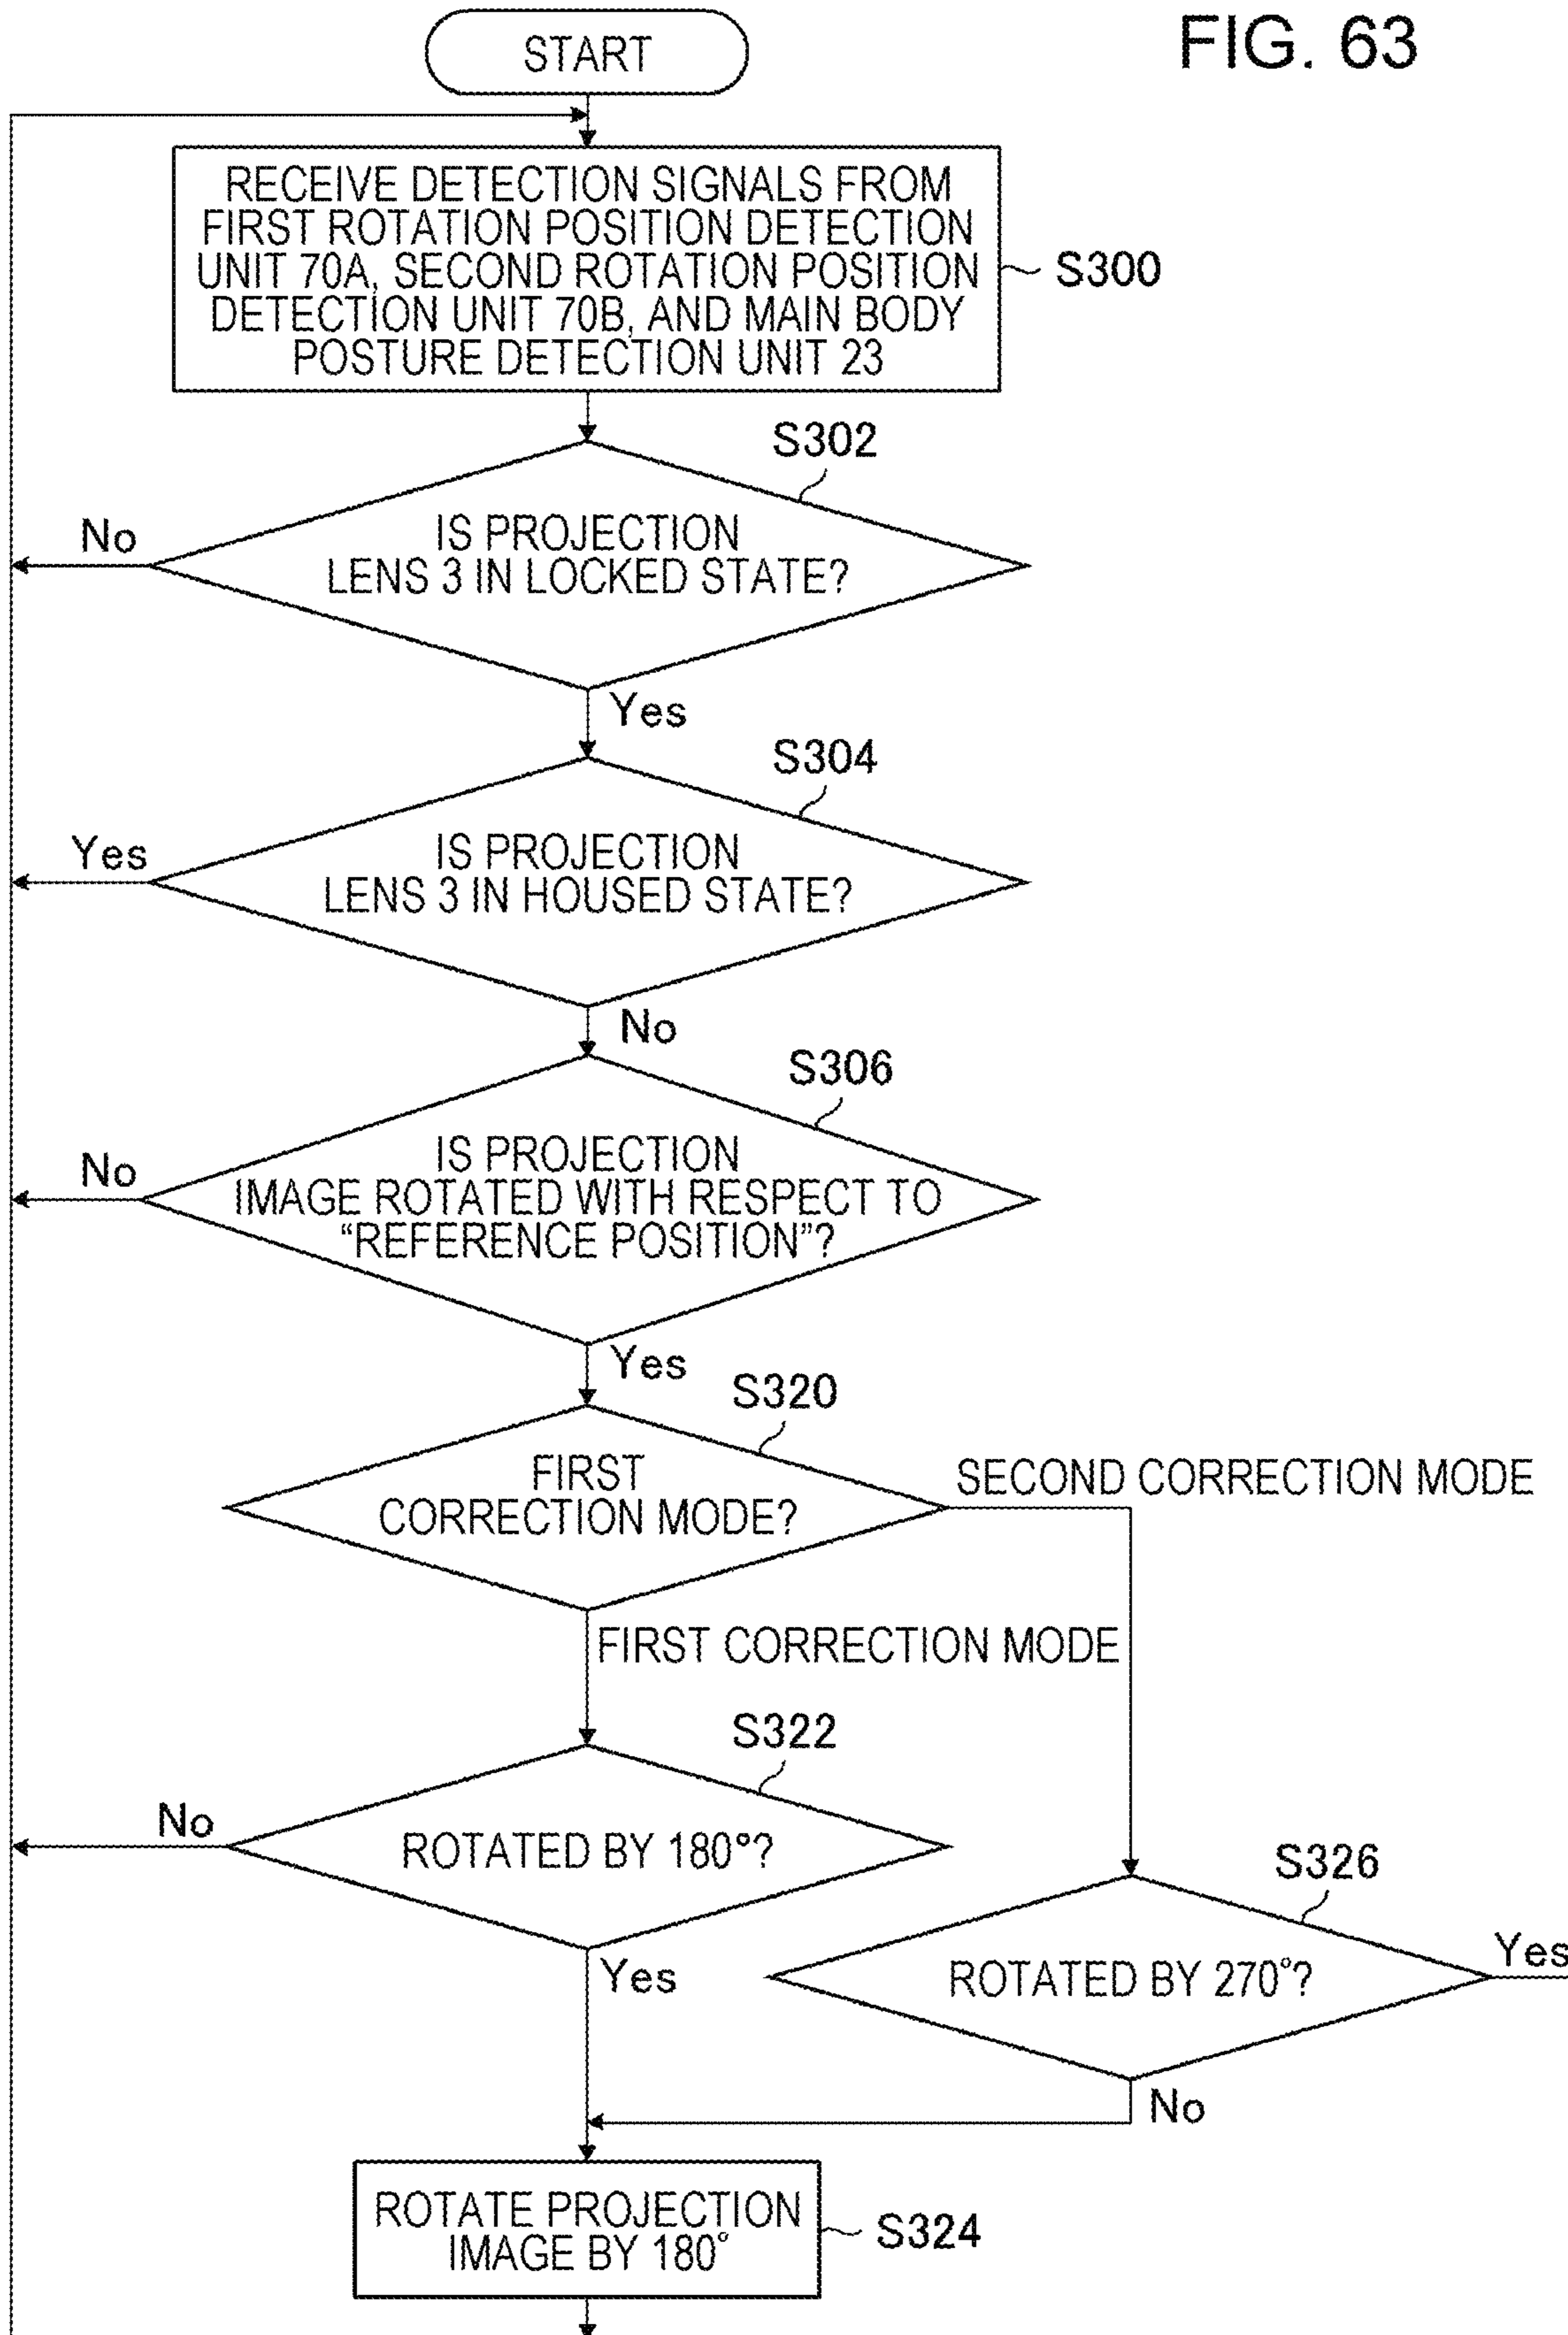 FIG. 63
START
RECEIVE DETECTION SIGNALS FROM
FIRST ROTATION POSITION DETECTION
UNIT 70A, SECOND ROTATION POSITION
DETECTION UNIT 70B, AND MAIN BODY
POSTURE DETECTION UNIT 23
S300
S302
IS PROJECTION
LENS 3 IN LOCKED STATE?
No
Yes
S304
IS PROJECTION
LENS 3 IN HOUSED STATE?
Yes
No
S306
IS PROJECTION
IMAGE ROTATED WITH RESPECT TO
“REFERENCE POSITION”?
No
Yes
S320
FIRST
CORRECTION MODE?
SECOND CORRECTION MODE
FIRST CORRECTION MODE
S322
ROTATED BY 180°?
No
Yes
S326
ROTATED BY 270°?
Yes
No
ROTATE PROJECTION
IMAGE BY 180°
S324